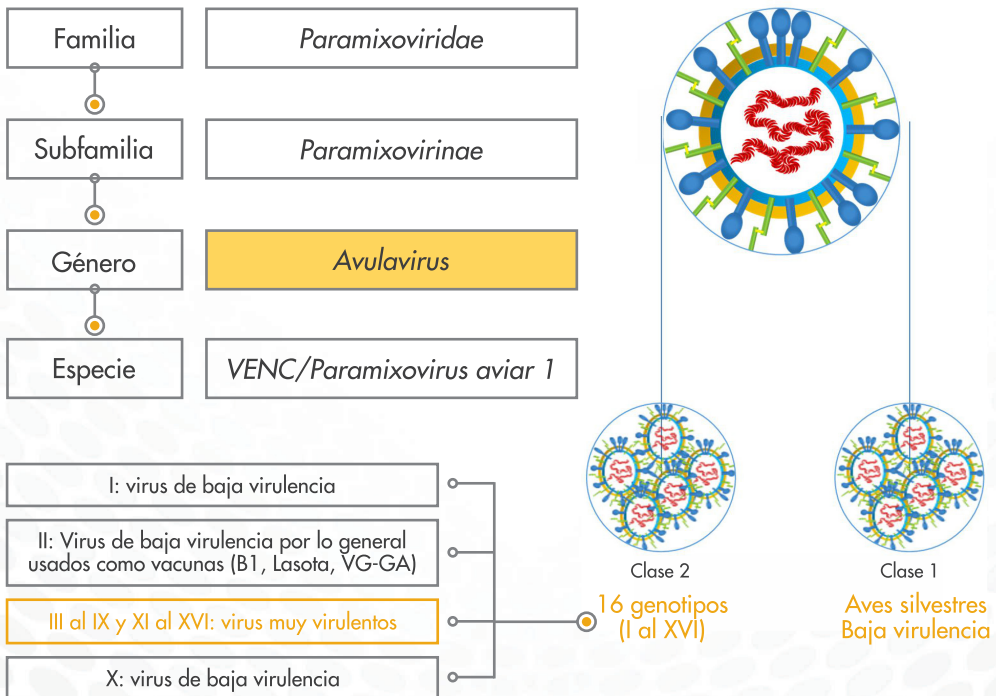 Familia
Paramixoviridae
Subfamilia
Paramixovirinae
Género
Avulavirus
Especie
VENC/Paramixovirus aviar 1
I: virus de baja virulencia
II: Virus de baja virulencia por lo general
usados como vacunas (B1, Lasota, VG-GA)
III al IX y XI al XVI: virus muy virulentos
X: virus de baja virulencia
Clase 2
16 genotipos
(I al XVI)
Clase 1
Aves silvestres
Baja virulencia